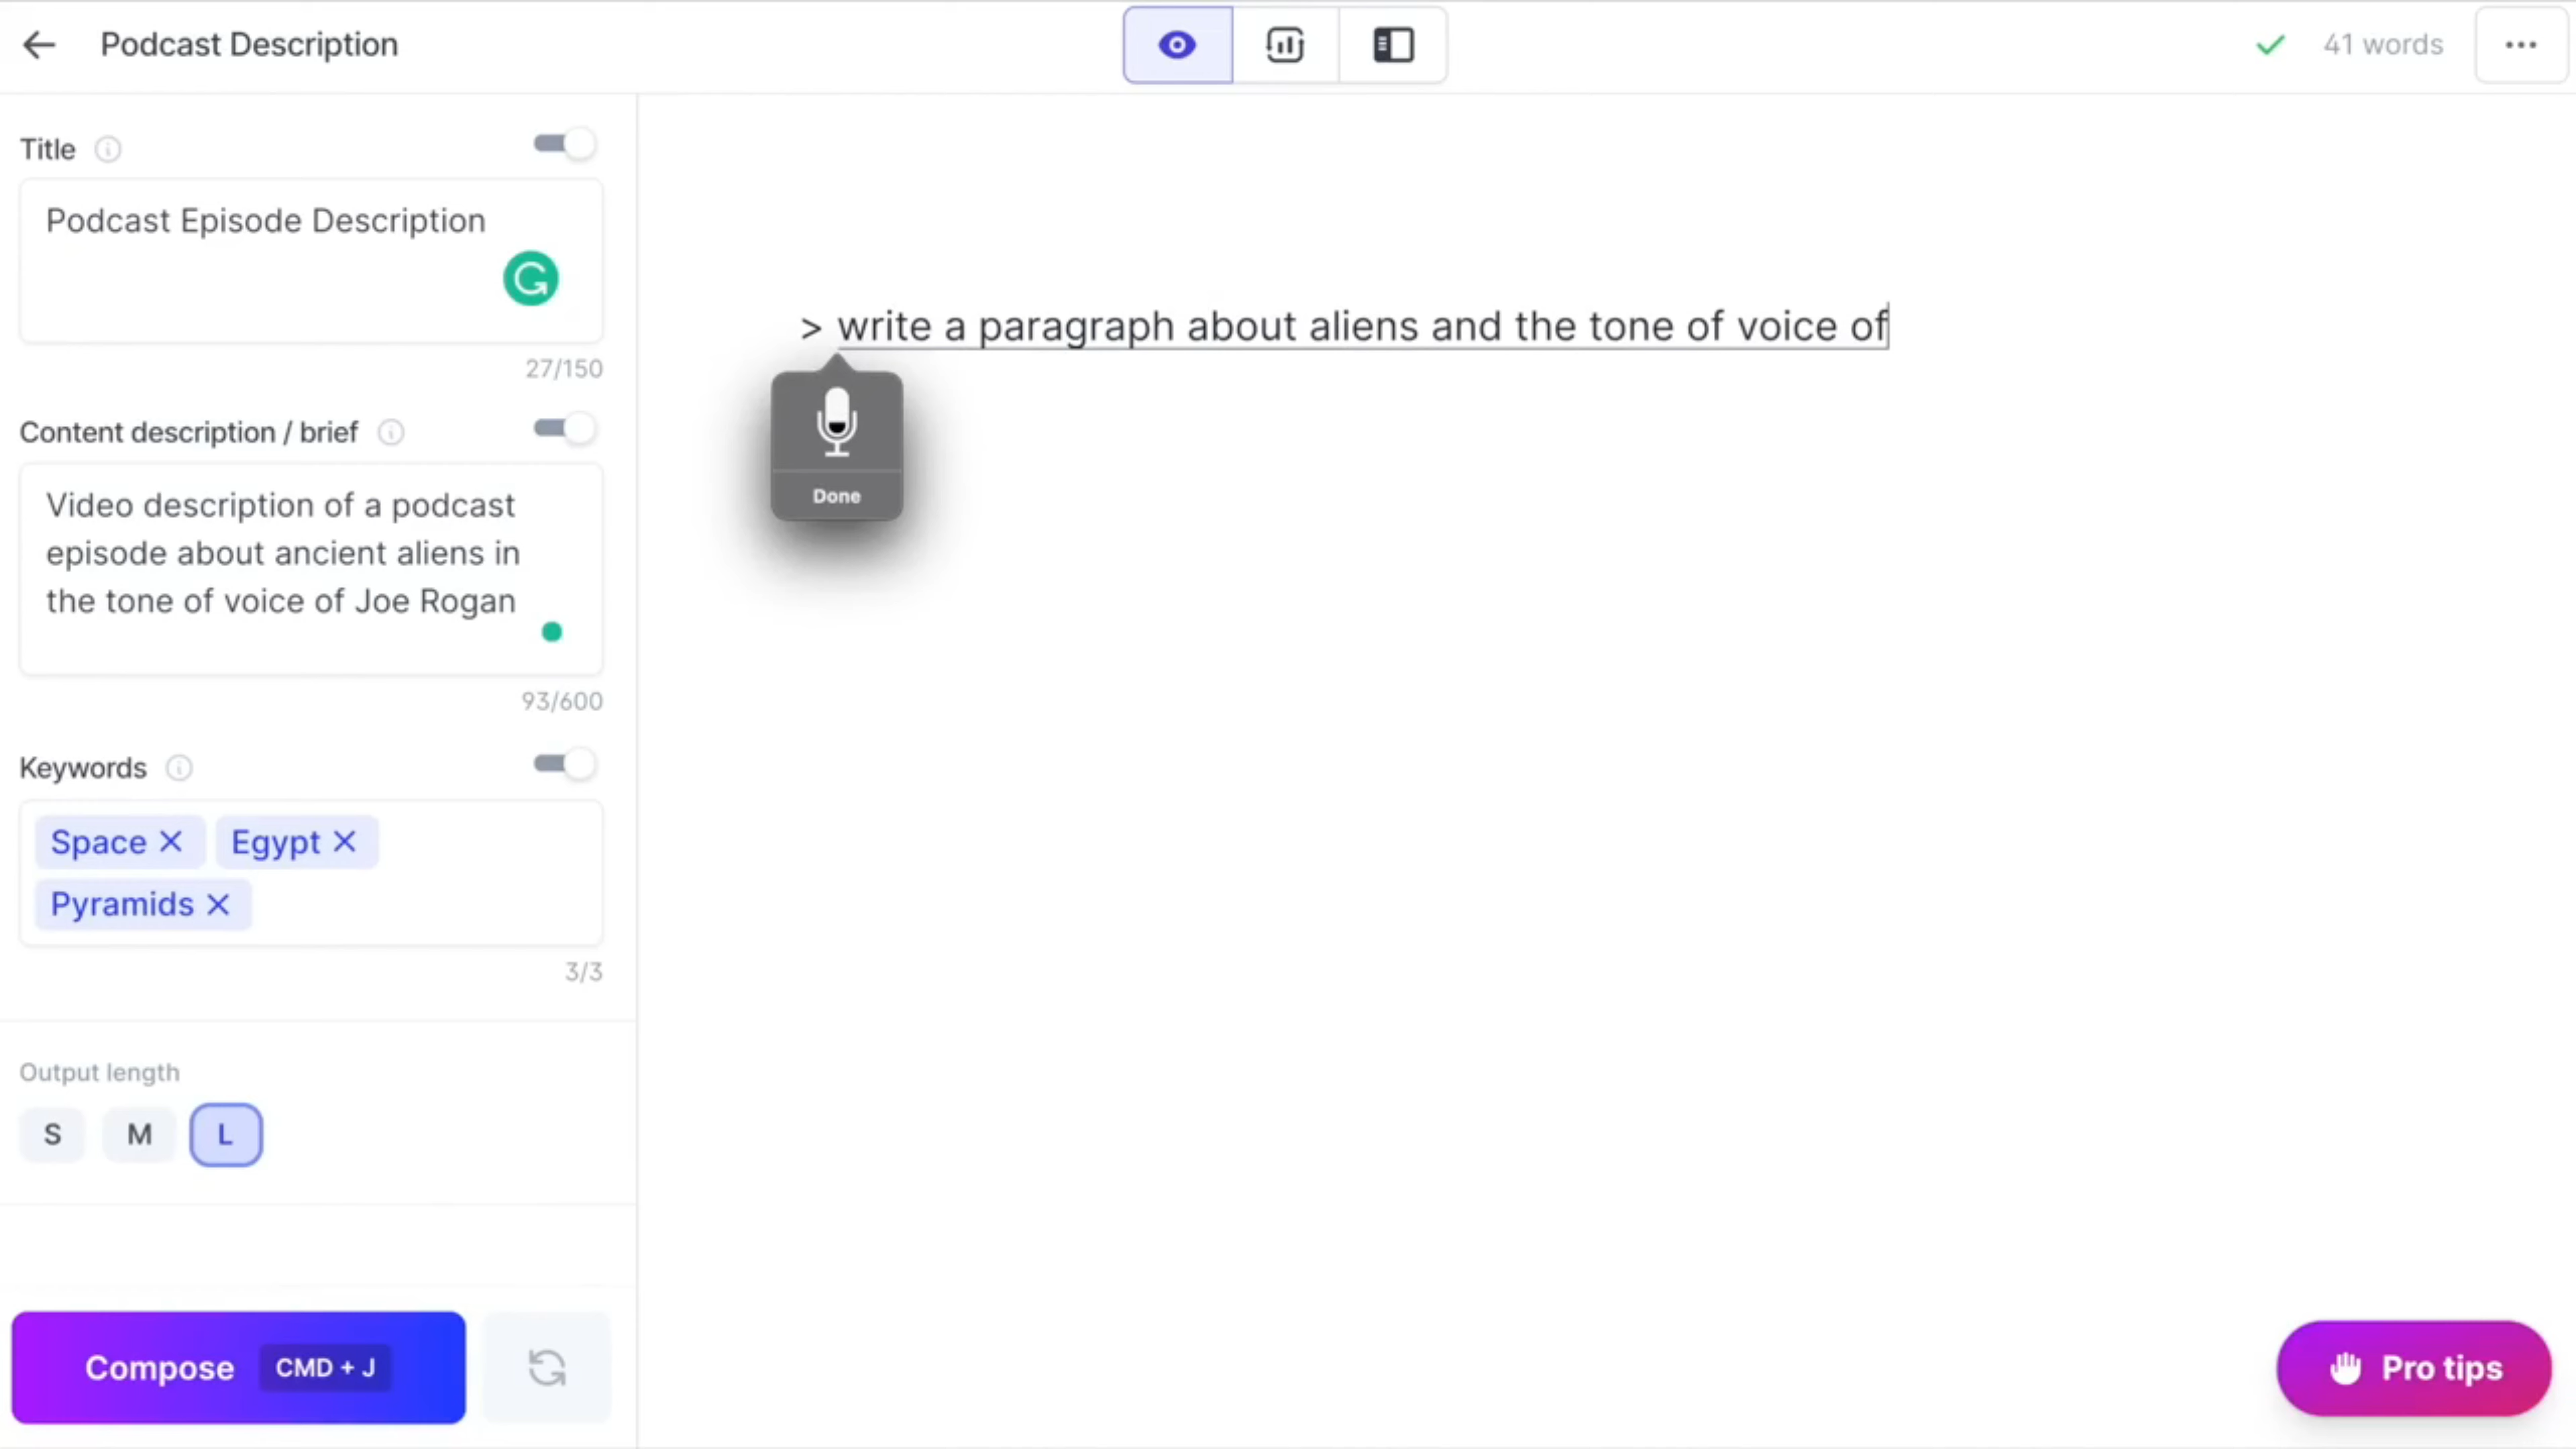 Podcast Description
41 words
Title
Podcast Episode Description
27/150
Content description / brief
Video description of a podcast
episode about ancient aliens in
the tone of voice of Joe Rogan
93/600
Keywords
Space Egypt
Pyramids
3/3
Output length
S M L
Compose CMD + J
> write a paragraph about aliens and the tone of voice of
Done
Pro tips